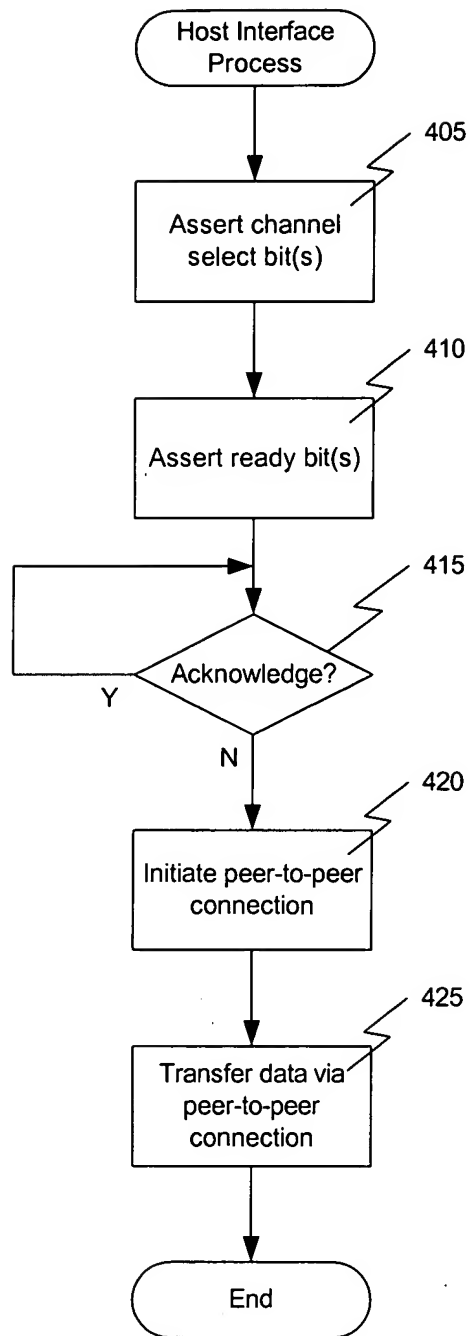 Host Interface
Process
405
Assert channel
select bit(s)
410
Assert ready bit(s)
415
Acknowledge?
Y
N
420
Initiate peer-to-peer
connection
425
Transfer data via
peer-to-peer
connection
End